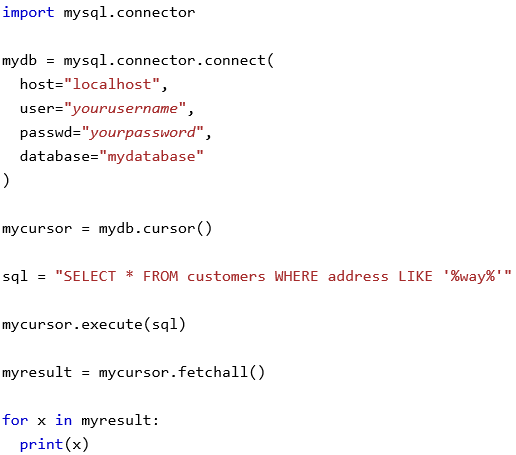 import mysql.connector
mydb = mysql.connector.connect(
  host="localhost",
  user="yourusername",
  passwd="yourpassword",
  database="mydatabase"
)
mycursor = mydb.cursor()
sql = "SELECT * FROM customers WHERE address LIKE '%way%'"
mycursor.execute(sql)
myresult = mycursor.fetchall()
for x in myresult:
  print(x)